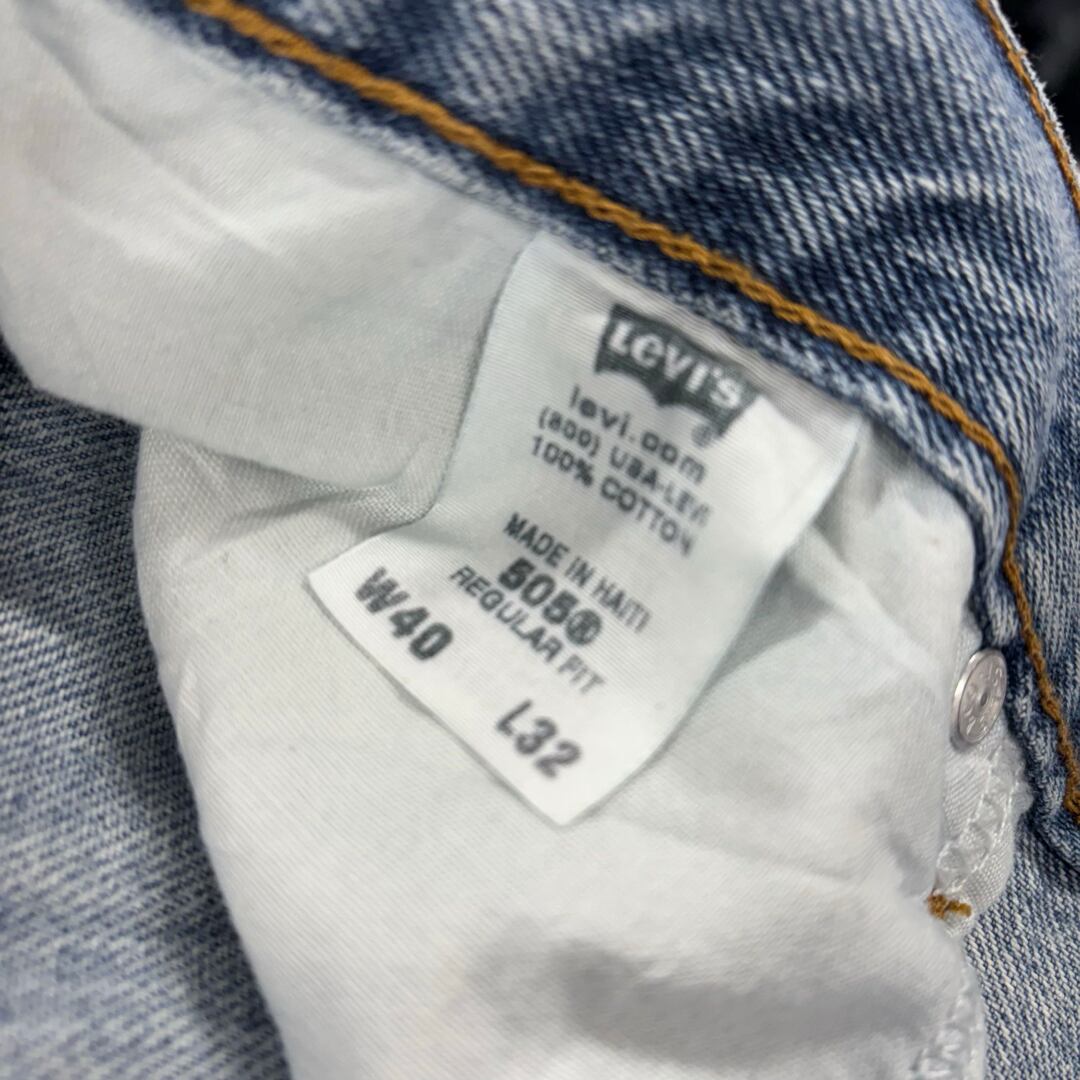 Levi's ®
levi.com
(800) USA-LEVI
100% COTTON
MADE IN HAITI
505®
REGULAR FIT
W40 L32